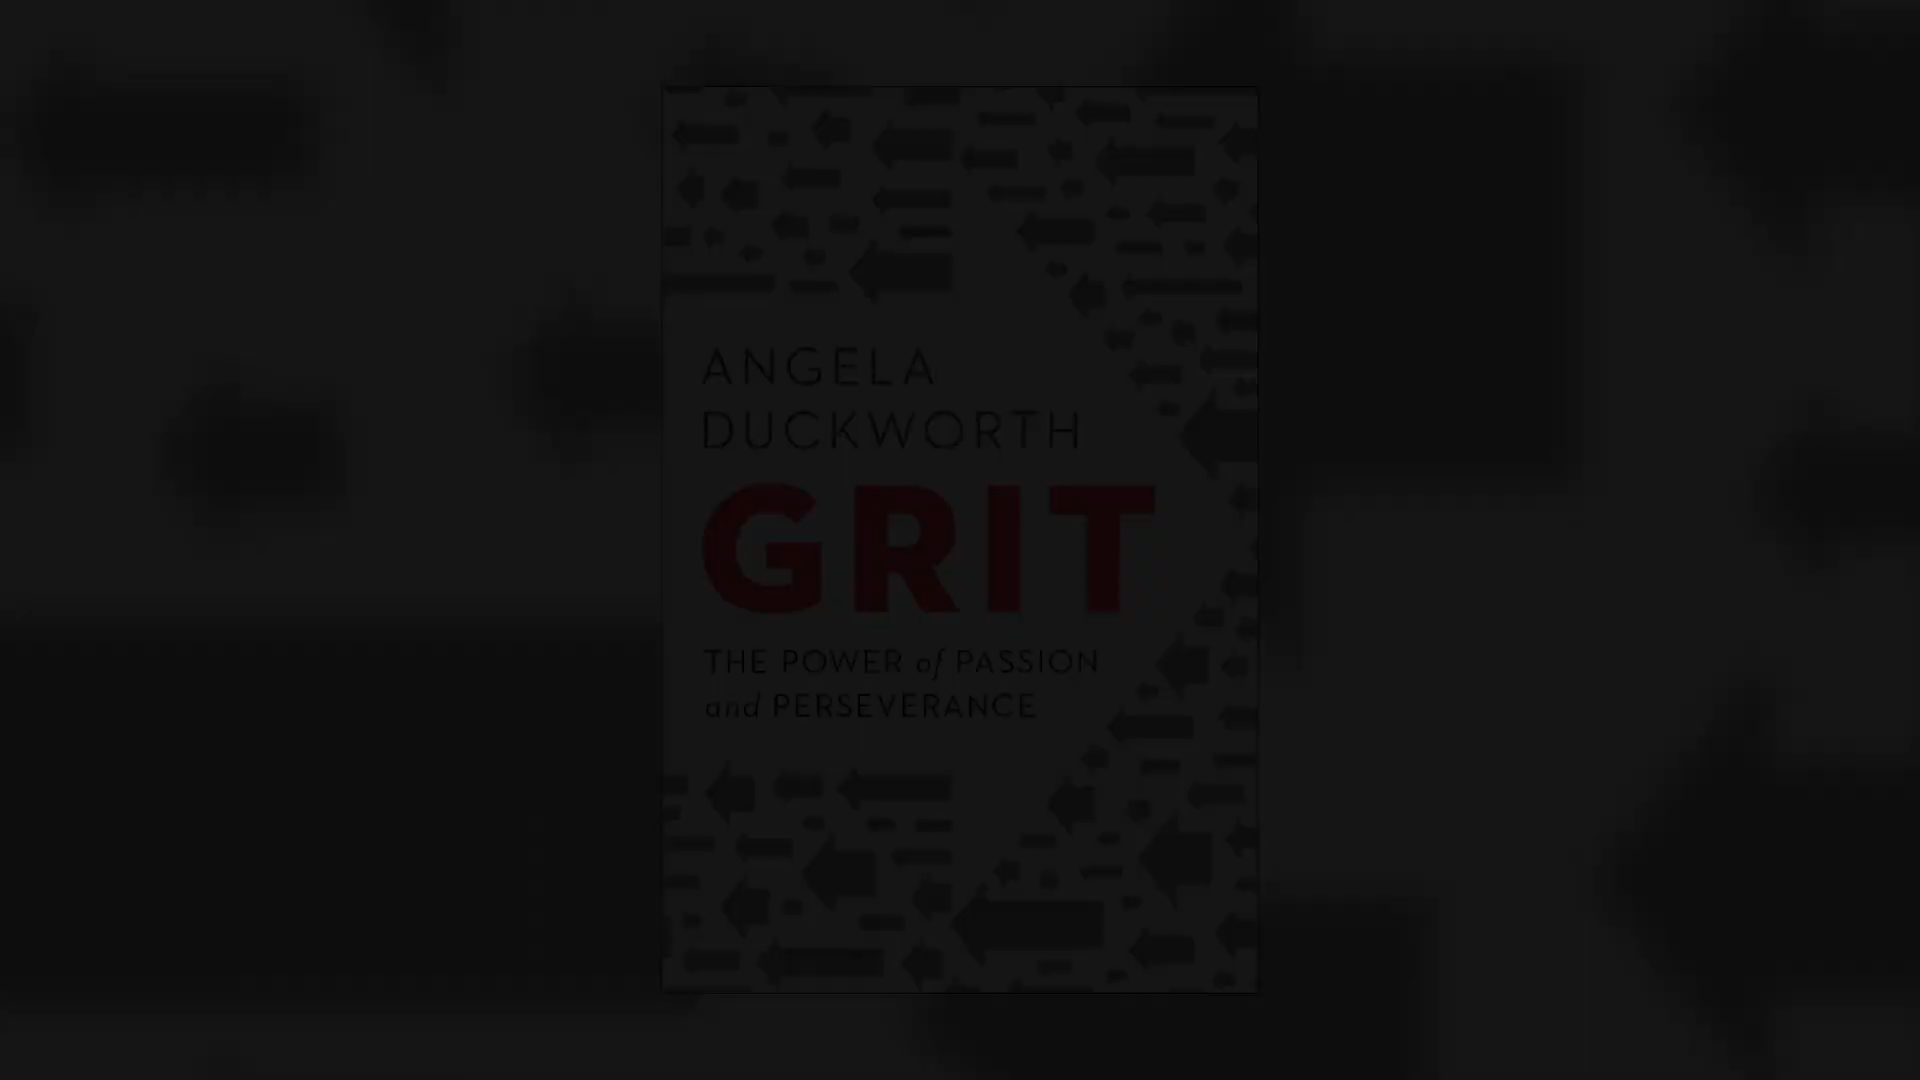 ANGELA
DUCKWORTH
GRIT
THE POWER of PASSION
and PERSEVERANCE